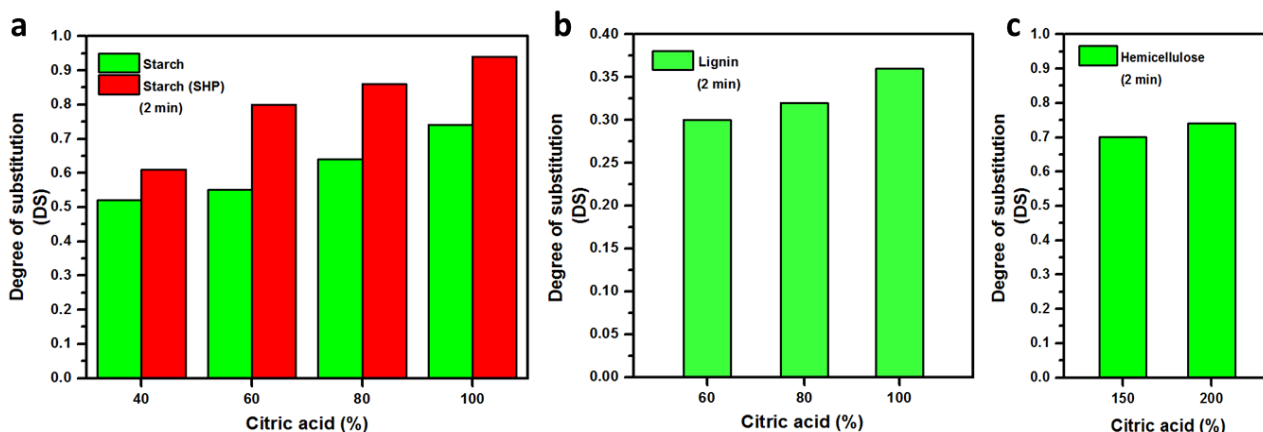 a
1.0
0.9
0.8
0.7
0.6
0.5
0.4
0.3
0.2
0.1
0.0
Degree of substitution
(DS)
Starch
Starch (SHP)
(2 min)
40
60
80
100
Citric acid (%)
b
0.40
0.35
0.30
0.25
0.20
0.15
0.10
0.05
0.00
Degree of substitution
(DS)
Lignin
(2 min)
60
80
100
Citric acid (%)
c
1.0
0.9
0.8
0.7
0.6
0.5
0.4
0.3
0.2
0.1
0.0
Degree of substitution
(DS)
Hemicellulose
(2 min)
150
200
Citric acid (%)